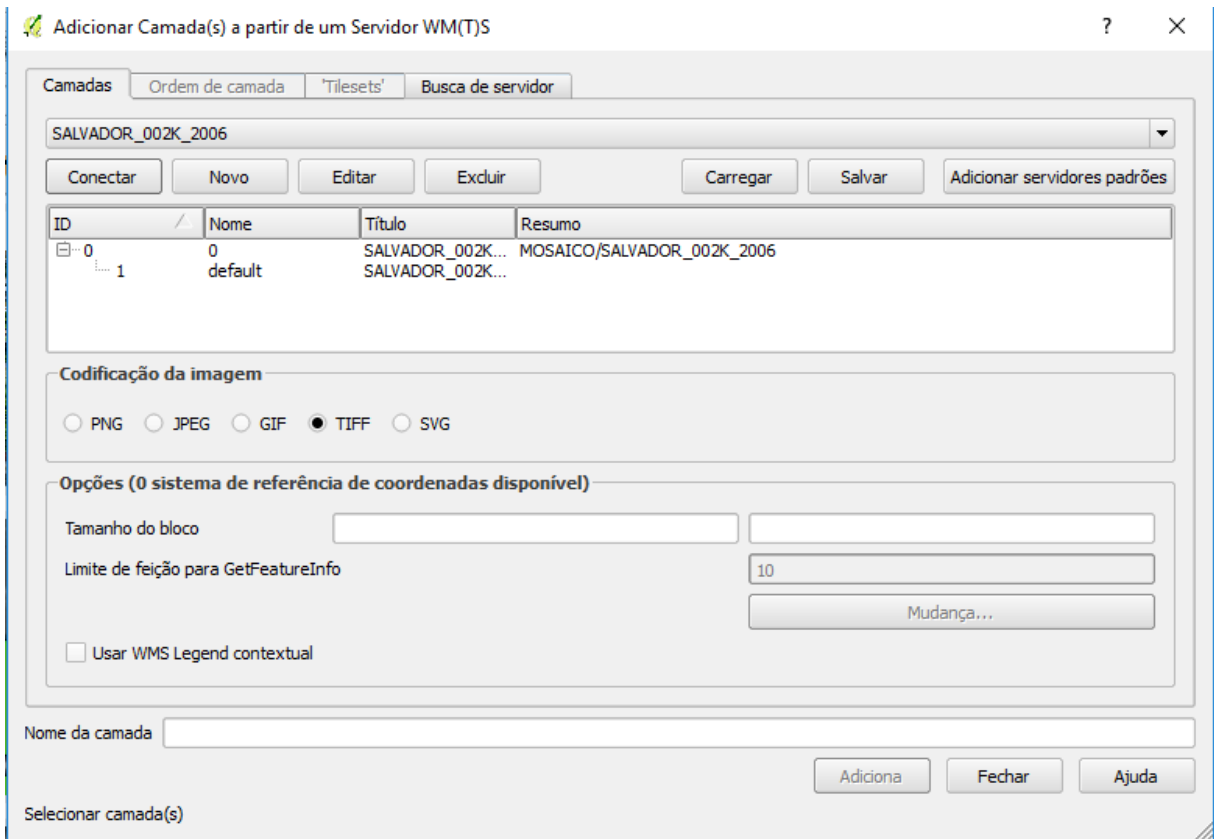 Adicionar Camada(s) a partir de um Servidor WM(T)S ?
Camadas Ordem de camada 'Tilesets' Busca de servidor
SALVADOR_002K_2006
Conectar Novo Editar Excluir Carregar Salvar Adicionar servidores padrões
ID Nome Título Resumo
0 0 SALVADOR_002K... MOSAICO/SALVADOR_002K_2006
1 default SALVADOR_002K...
Codificação da imagem
PNG JPEG GIF TIFF SVG
Opções (0 sistema de referência de coordenadas disponível)
Tamanho do bloco
Limite de feição para GetFeatureInfo 10
Mudança...
Usar WMS Legend contextual
Nome da camada
Adiciona Fechar Ajuda
Selecionar camada(s)